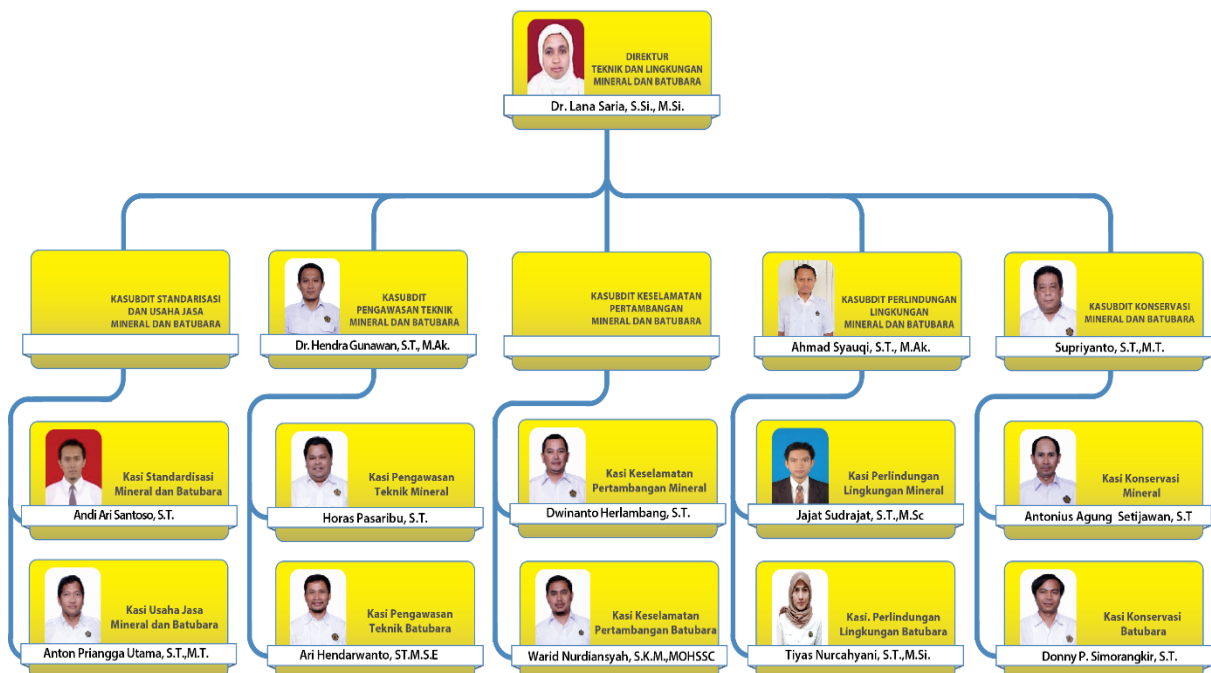 DIREKTUR
TEKNIK DAN LINGKUNGAN
MINERAL DAN BATUBARA
Dr. Lana Saria, S.Si., M.Si.
KASUBDIT STANDARISASI
DAN USAHA JASA
MINERAL DAN BATUBARA
KASUBDIT
PENGAWASAN TEKNIK
MINERAL DAN BATUBARA
Dr. Hendra Gunawan, S.T., M.Ak.
KASUBDIT KESELAMATAN
PERTAMBANGAN
MINERAL DAN BATUBARA
KASUBDIT PERLINDUNGAN
LINGKUNGAN
MINERAL DAN BATUBARA
Ahmad Syauqi, S.T., M.Ak.
KASUBDIT KONSERVASI
MINERAL DAN BATUBARA
Supriyanto, S.T.,M.T.
Kasi Standardisasi
Mineral dan Batubara
Andi Ari Santoso, S.T.
Kasi Pengawasan
Teknik Mineral
Horas Pasaribu, S.T.
Kasi Keselamatan
Pertambangan Mineral
Dwinanto Herlambang, S.T.
Kasi Perlindungan
Lingkungan Mineral
Jajat Sudrajat, S.T.,M.Sc
Kasi Konservasi
Mineral
Antonius Agung Setijawan, S.T
Kasi Usaha Jasa
Mineral dan Batubara
Anton Priangga Utama, S.T.,M.T.
Kasi Pengawasan
Teknik Batubara
Ari Hendarwanto, ST.M.S.E
Kasi Keselamatan
Pertambangan Batubara
Warid Nurdiansyah, S.K.M.,MOHSSC
Kasi. Perlindungan
Lingkungan Batubara
Tiyas Nurcahyani, S.T.,M.Si.
Kasi Konservasi
Batubara
Donny P. Simorangkir, S.T.